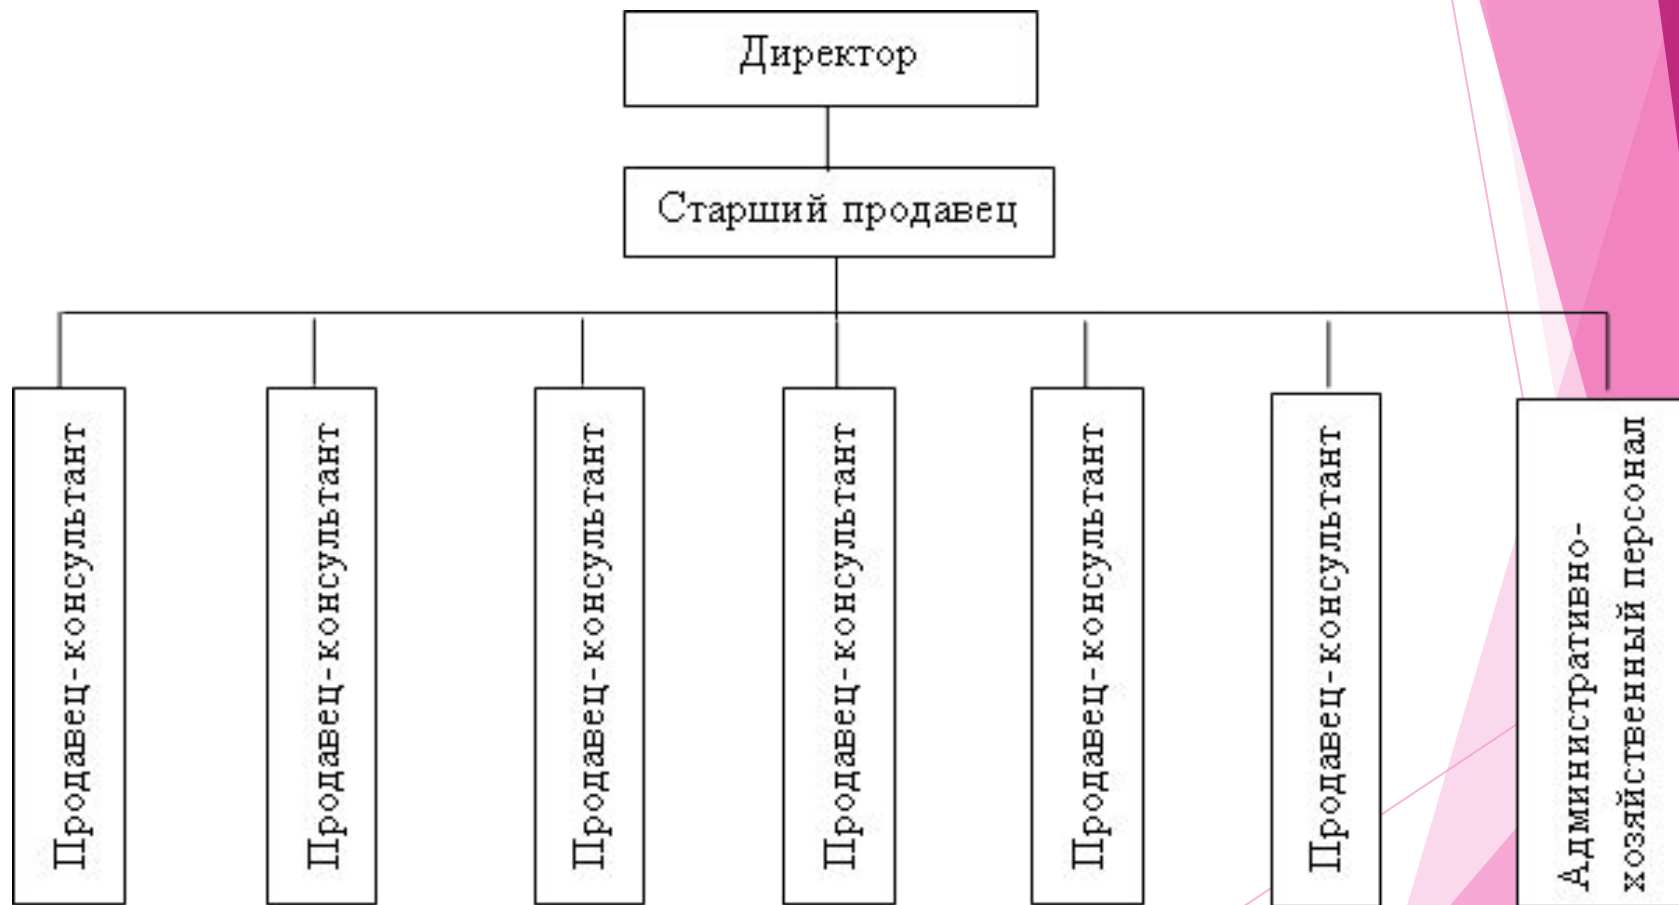 Директор
Старший продавец
Продавец-консультант
Продавец-консультант
Продавец-консультант
Продавец-консультант
Продавец-консультант
Продавец-консультант
Административно-
хозяйственный персонал